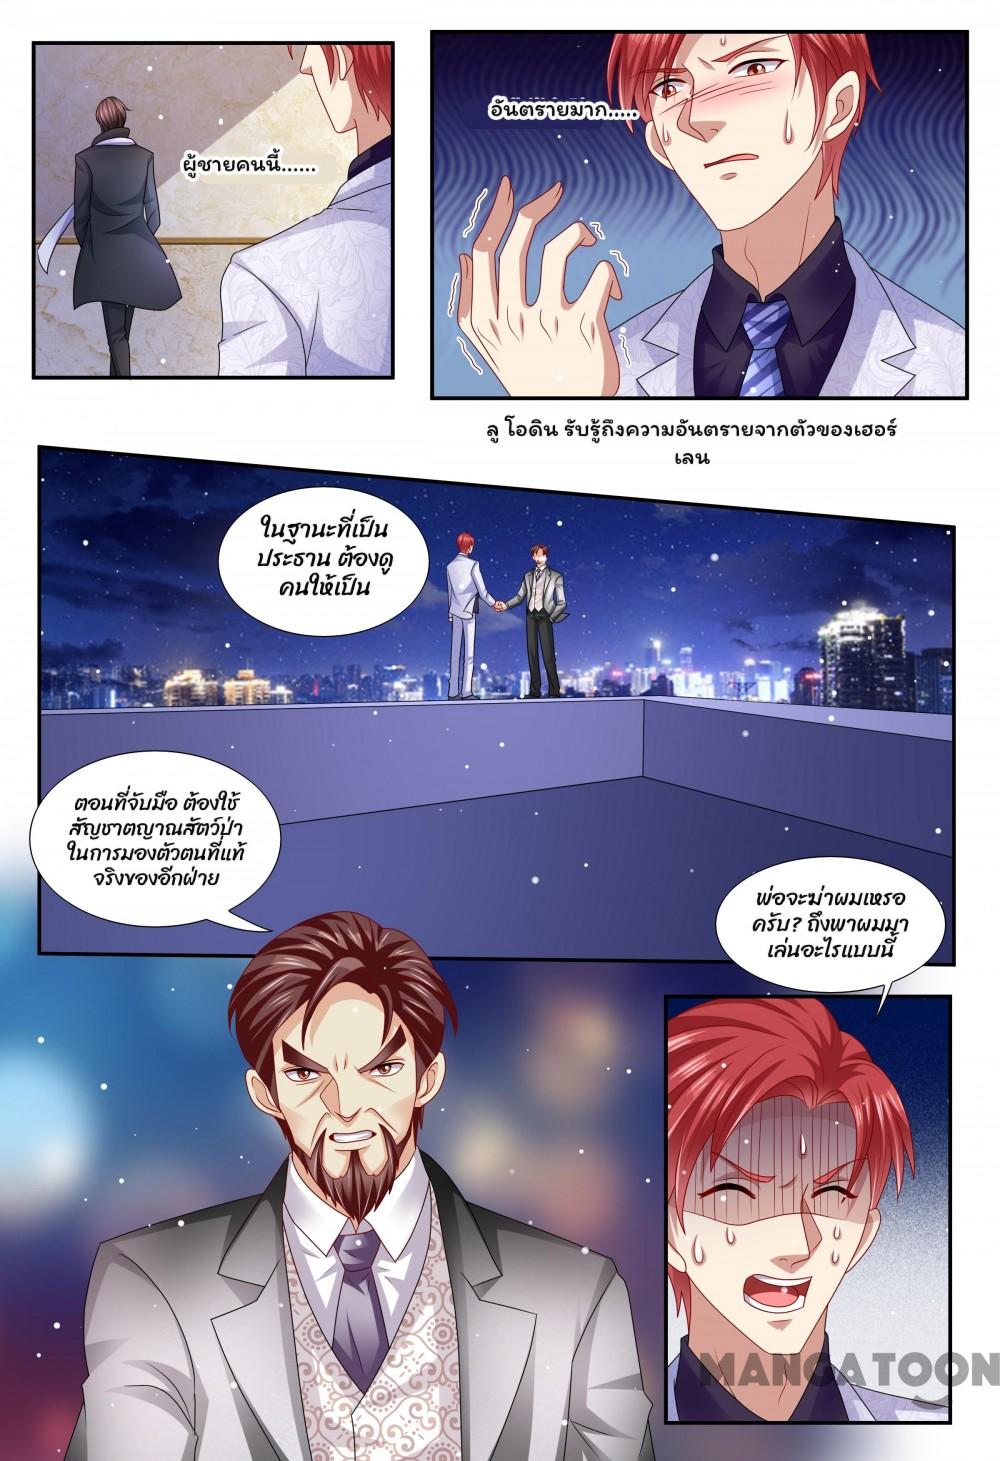 ผู้ชายคนนี้......
อันตรายมาก.....
ลู โอดิน รับรู้ถึงความอันตรายจากตัวของเฮอร์
เลน
ในฐานะที่เป็น
ประธาน ต้องดู
คนให้เป็น
ตอนที่จับมือ ต้องใช้
สัญชาตญาณสัตว์ป่า
ในการมองตัวตนที่แท้
จริงของอีกฝ่าย
พ่อจะฆ่าผมเหรอ
ครับ? ถึงพาผมมา
เล่นอะไรแบบนี้
MANGATOON